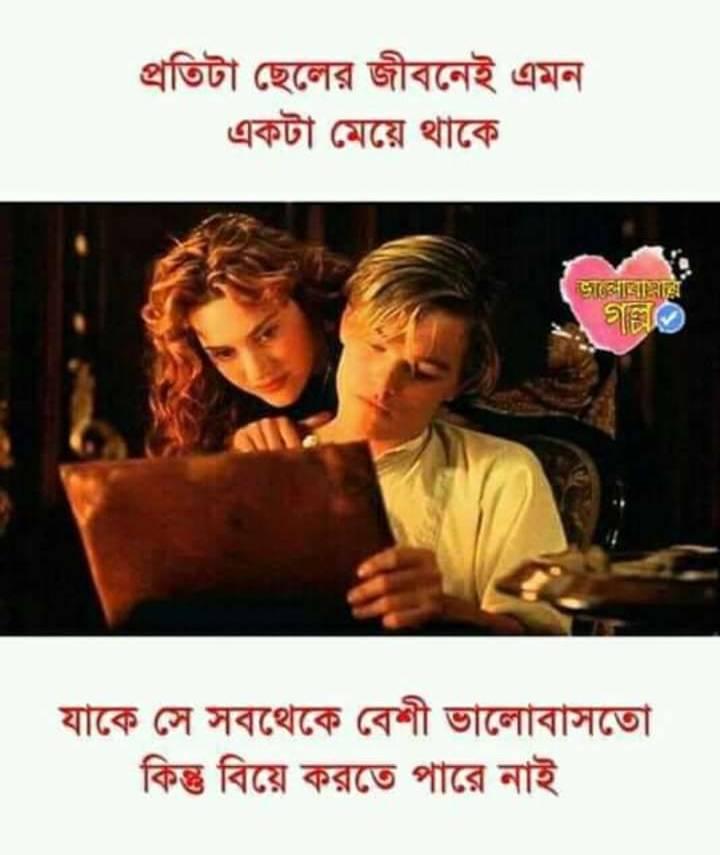 প্রতিটা ছেলের জীবনেই এমন
একটা মেয়ে থাকে
ভালোবাসার
গল্প
যাকে সে সবথেকে বেশী ভালোবাসতো
কিন্তু বিয়ে করতে পারে নাই